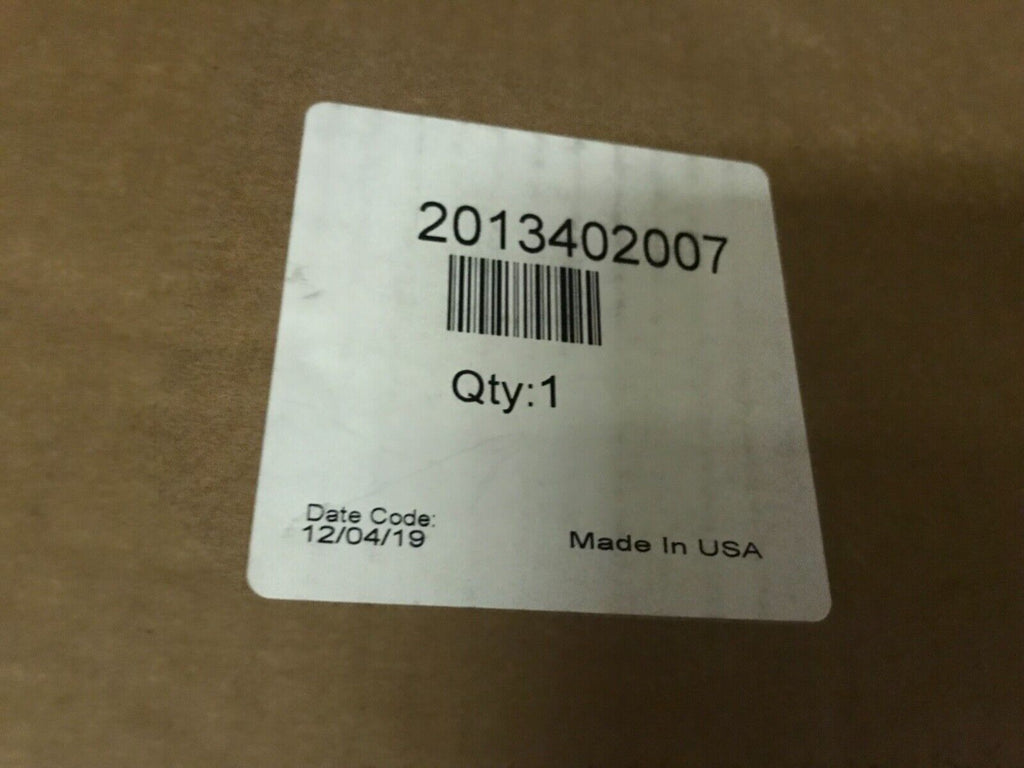 2013402007
Qty:1
Date Code:
12/04/19
Made In USA